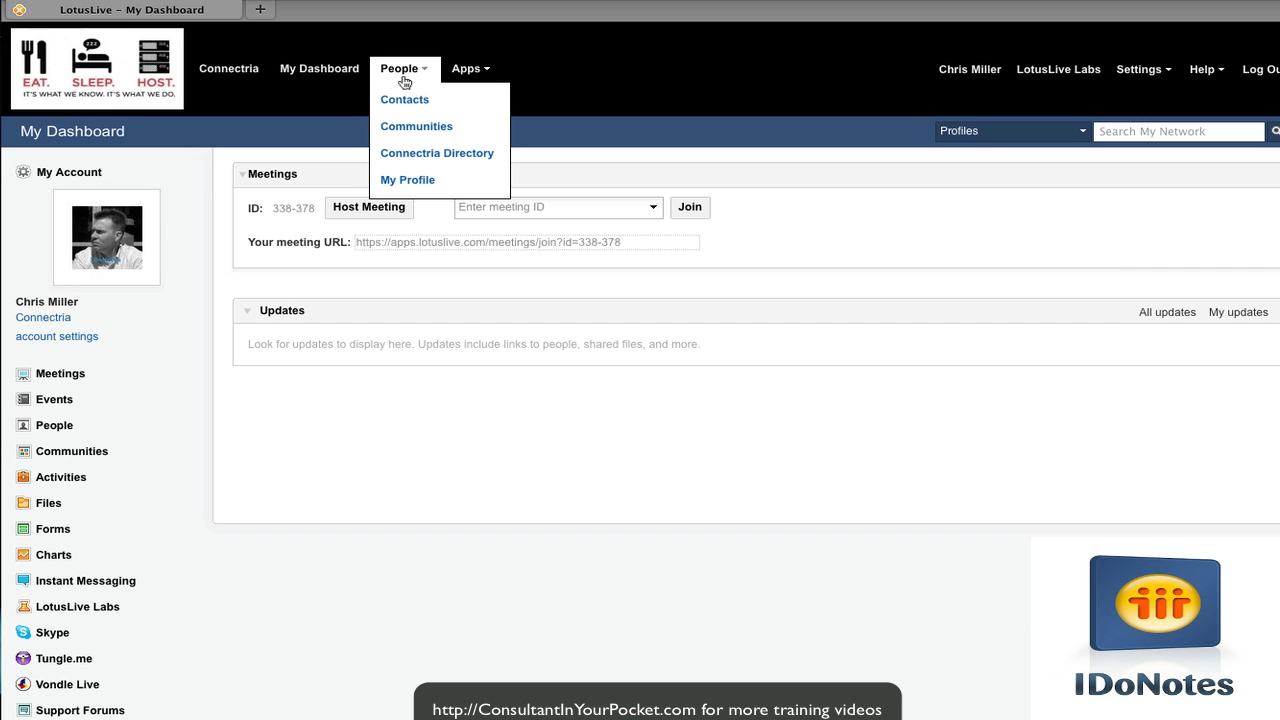 LotusLive – My Dashboard
+
zzz
EAT. SLEEP. HOST.
IT'S WHAT WE KNOW. IT'S WHAT WE DO.
Connectria
My Dashboard
People
Apps
Chris Miller
LotusLive Labs
Settings
Help
Log Ou
Contacts
Communities
Connectria Directory
My Profile
My Dashboard
Profiles
Search My Network
My Account
Chris Miller
Connectria
account settings
Meetings
Events
People
Communities
Activities
Files
Forms
Charts
Instant Messaging
LotusLive Labs
Skype
Tungle.me
Vondle Live
Support Forums
Meetings
ID: 338-378 Host Meeting Enter meeting ID Join
Your meeting URL: https://apps.lotuslive.com/meetings/join?id=338-378
Updates
All updates My updates
Look for updates to display here. Updates include links to people, shared files, and more.
IDoNotes
http://ConsultantInYourPocket.com for more training videos